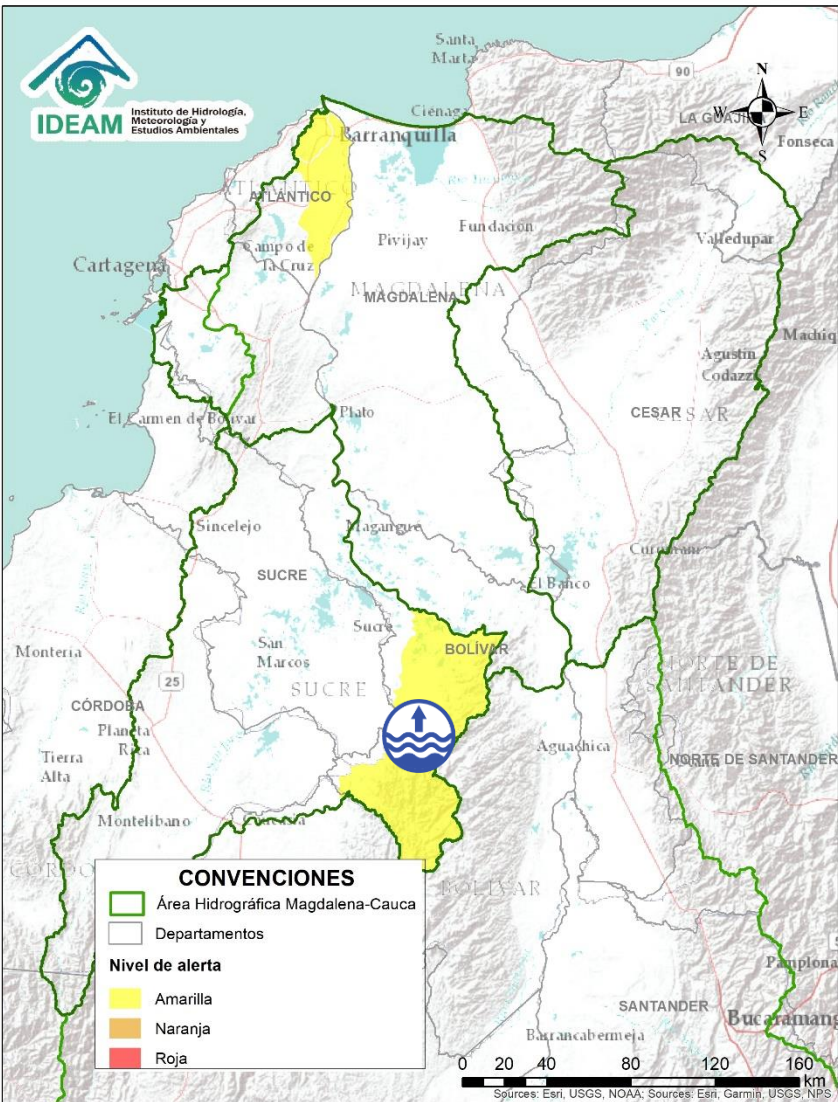 IDEAM
Instituto de Hidrología,
Meteorología y
Estudios Ambientales
Santa
Marta
90
N
W
E
S
LA GUAJI
Ciénaga
Barranquilla
Fonseca
ATLÁNTICO
Fundación
Pivijay
Valledupar
Campo de
la Cruz
Cartagena
MAGDALENA
MAGDALENA
Machiq
Agustín
Codazzi
CESAR
CESAR
El Carmen de Bolívar
Plato
Sincelejo
Magangue
Curumaní
El Banco
SUCRE
Sucre
BOLÍVAR
Montería
San
Marcos
NORTE DE
SANTANDER
SUCRE
25
CÓRDOBA
Planeta
Rica
Aguachica
NORTE DE SANTANDER
Tierra
Alta
Montelíbano
BOLÍVAR
CONVENCIONES
Área Hidrográfica Magdalena-Cauca
Departamentos
Nivel de alerta
Amarilla
Naranja
Roja
Pamplona
SANTANDER
Bucaramang
Barrancabermeja
0 20 40 80 120 160
km
Sources: Esri, USGS, NOAA; Sources: Esri, Garmin, USGS, NPS